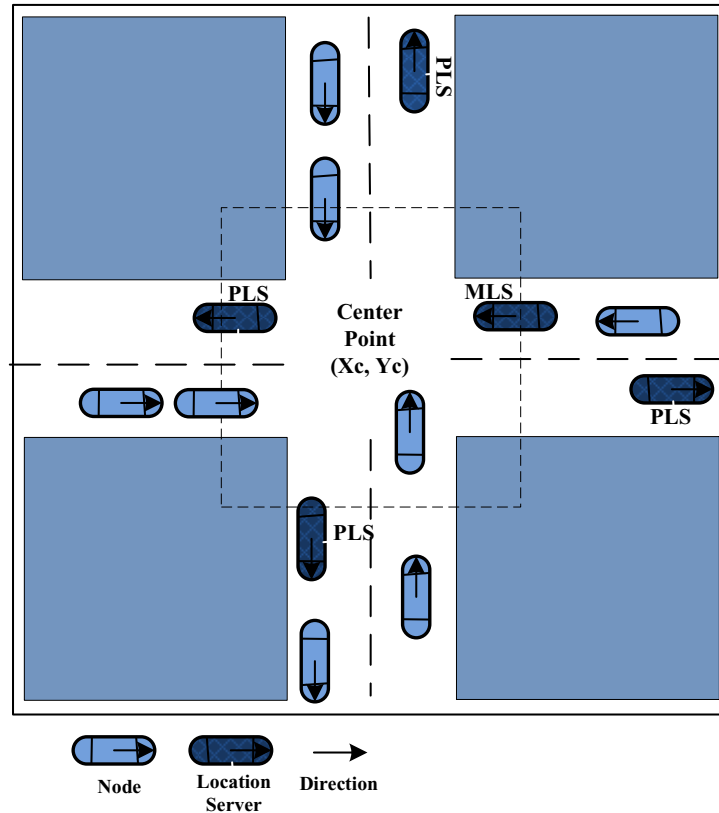 PLS
PLS
MLS
Center
Point
(Xc, Yc)
PLS
PLS
Node
Location
Server
Direction